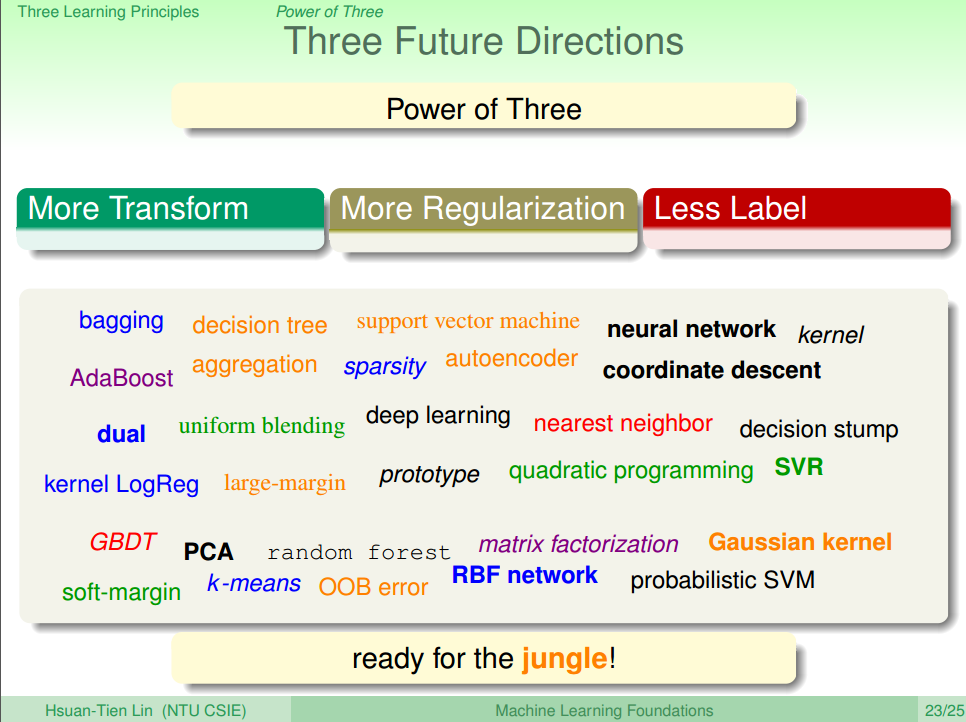 Three Learning Principles Power of Three
Three Future Directions
Power of Three
More Transform More Regularization Less Label
bagging decision tree support vector machine neural network kernel
AdaBoost aggregation sparsity autoencoder coordinate descent
dual uniform blending deep learning nearest neighbor decision stump
kernel LogReg large-margin prototype quadratic programming SVR
GBDT PCA random forest matrix factorization Gaussian kernel
soft-margin k-means OOB error RBF network probabilistic SVM
ready for the jungle!
Hsuan-Tien Lin (NTU CSIE) Machine Learning Foundations 23/25